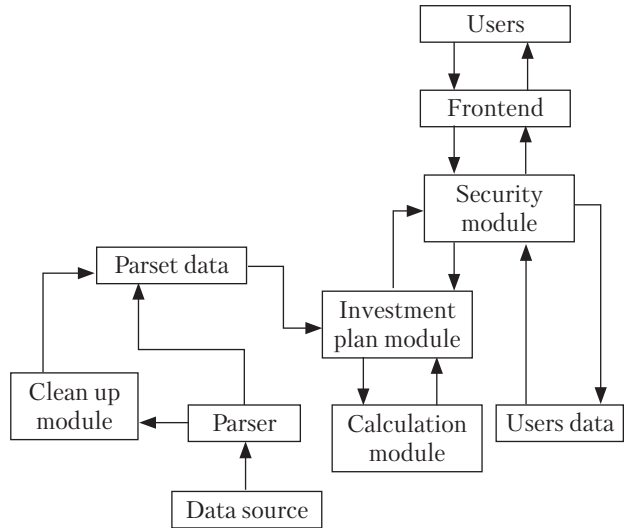 Users
Frontend
Security
module
Parset data
Investment
plan module
Clean up
module
Parser
Calculation
module
Users data
Data source